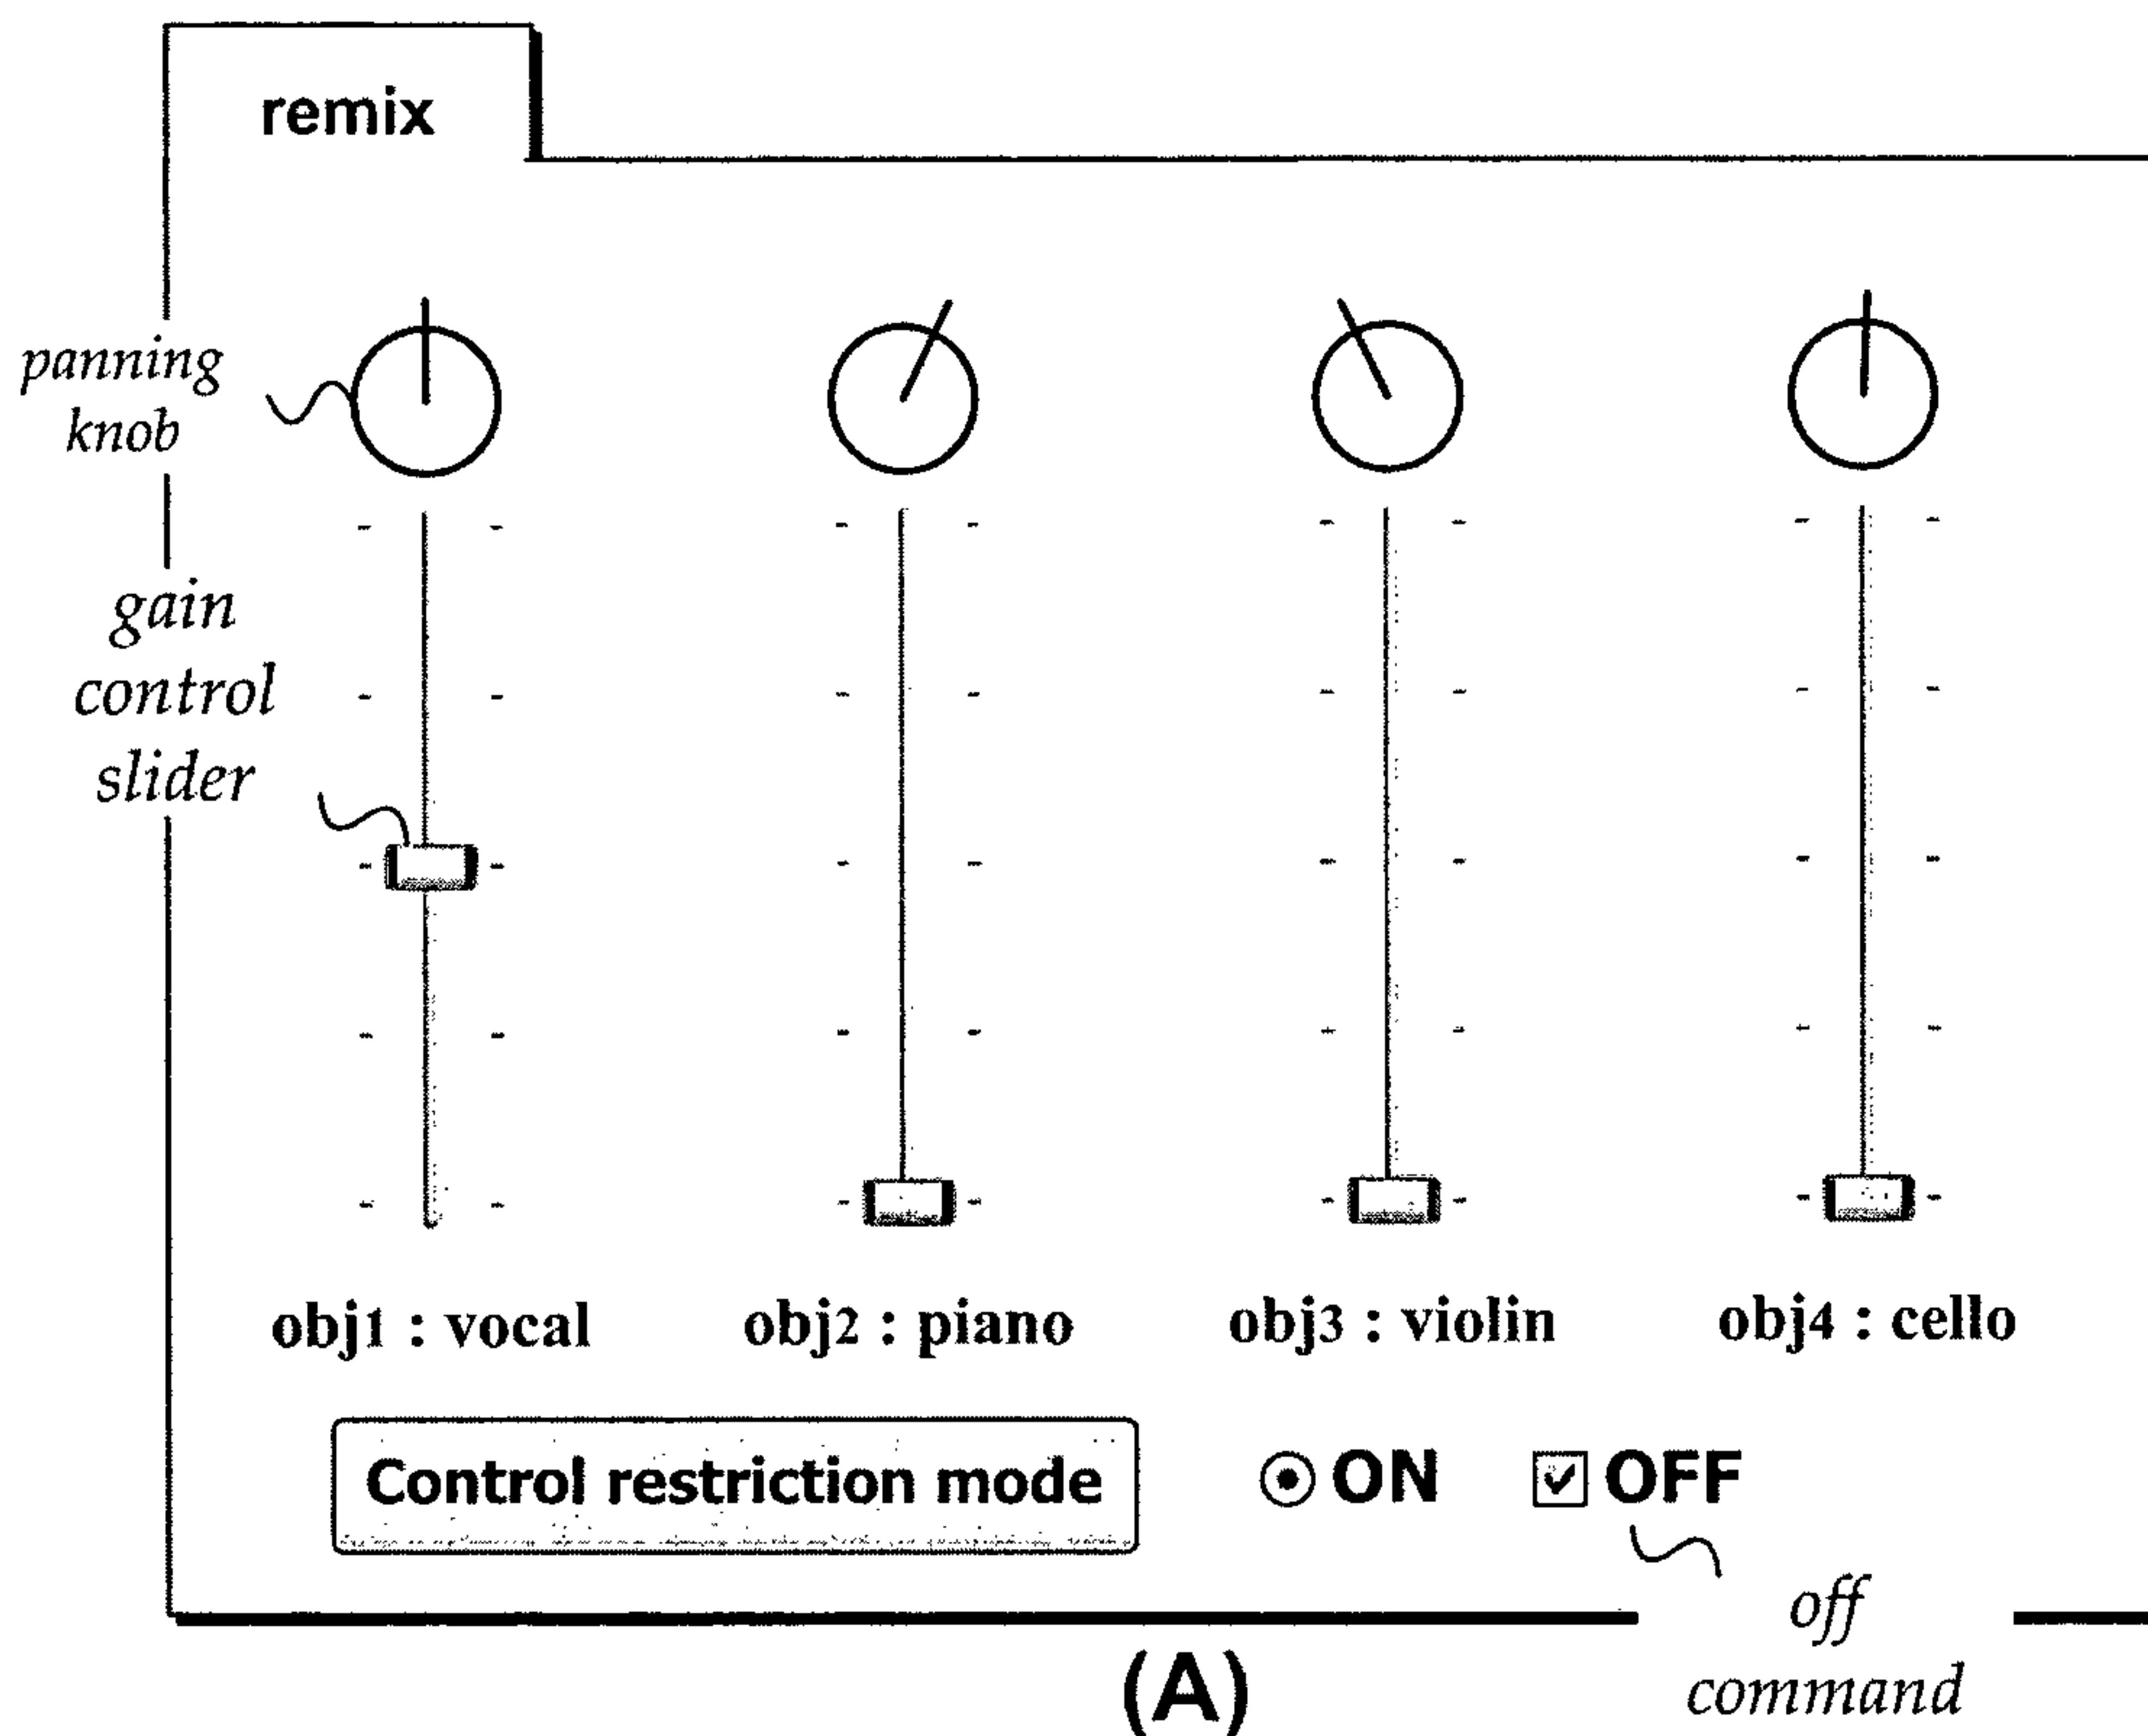 remix
panning
knob
gain
control
slider
obj1 : vocal
obj2 : piano
obj3 : violin
obj4 : cello
Control restriction mode
ON
OFF
off
command
(A)